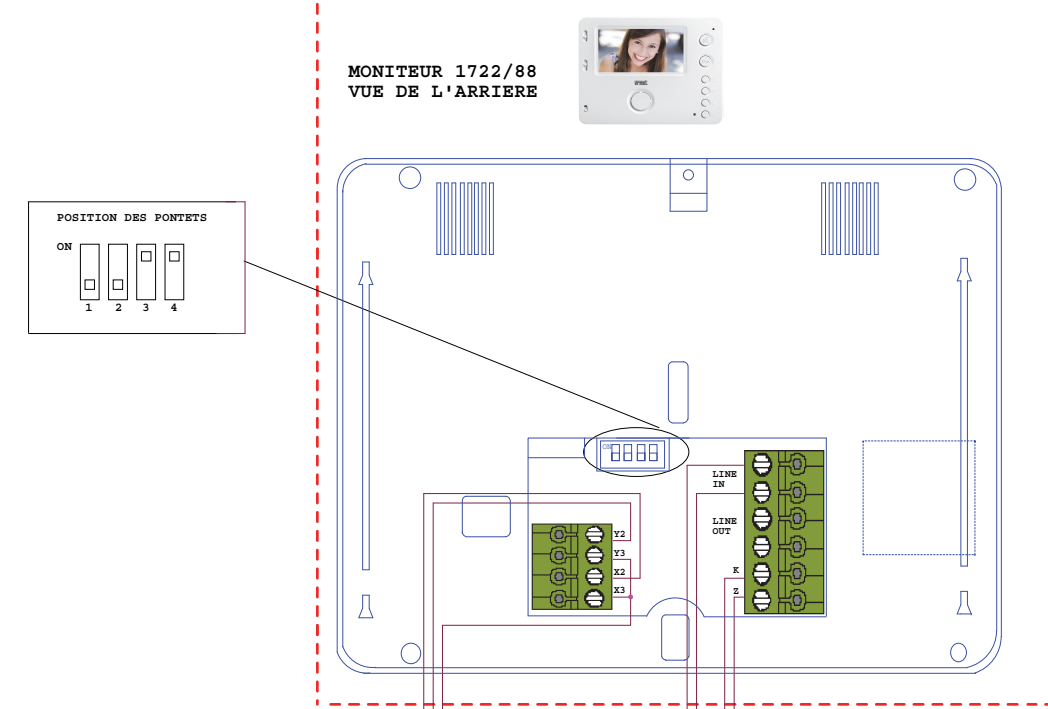 MONITEUR 1722/88
VUE DE L'ARRIERE
POSITION DES PONTETS
ON
1 2 3 4
ON
LINE
IN
LINE
OUT
K
Z
Y2
Y3
X2
X3